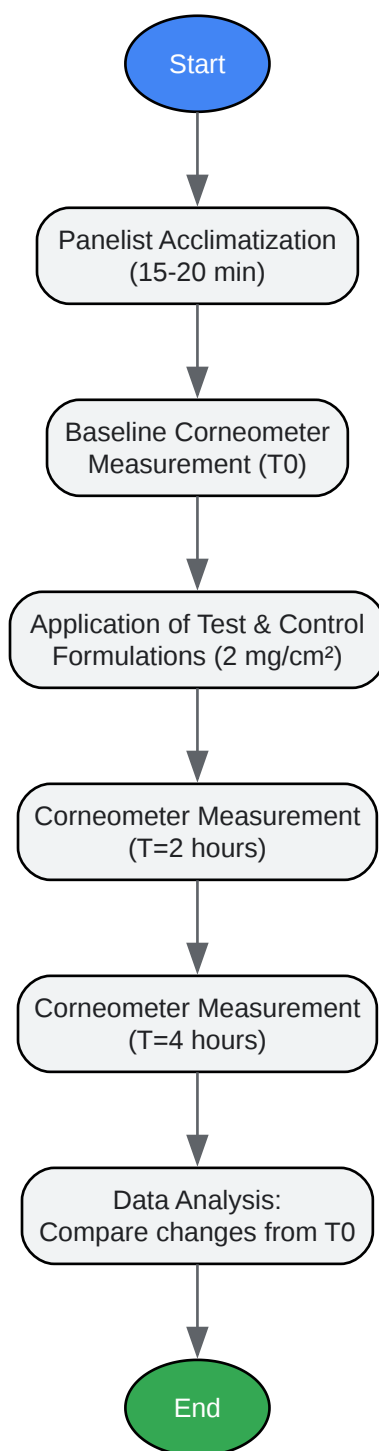 Start
Panelist Acclimatization
(15-20 min)
Baseline Corneometer
Measurement (T0)
Application of Test & Control
Formulations (2 mg/cm²)
Corneometer Measurement
(T=2 hours)
Corneometer Measurement
(T=4 hours)
Data Analysis:
Compare changes from T0
End